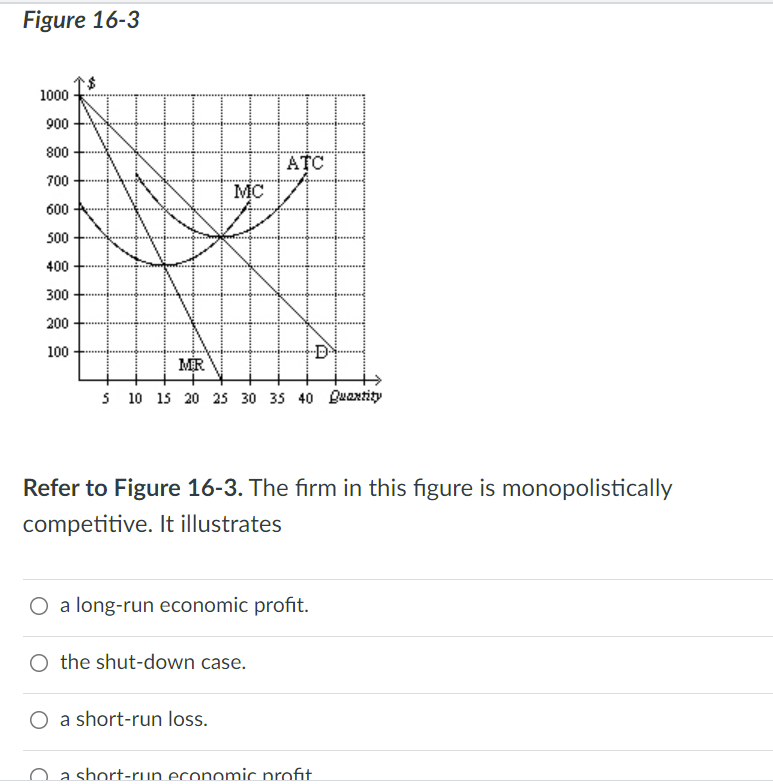 Figure 16-3
$
1000
900
800
ATC
700
MC
600
500
400
300
200
100
D
MR
5 10 15 20 25 30 35 40 Quantity
Refer to Figure 16-3. The firm in this figure is monopolistically
competitive. It illustrates
a long-run economic profit.
the shut-down case.
a short-run loss.
a short-run economic profit